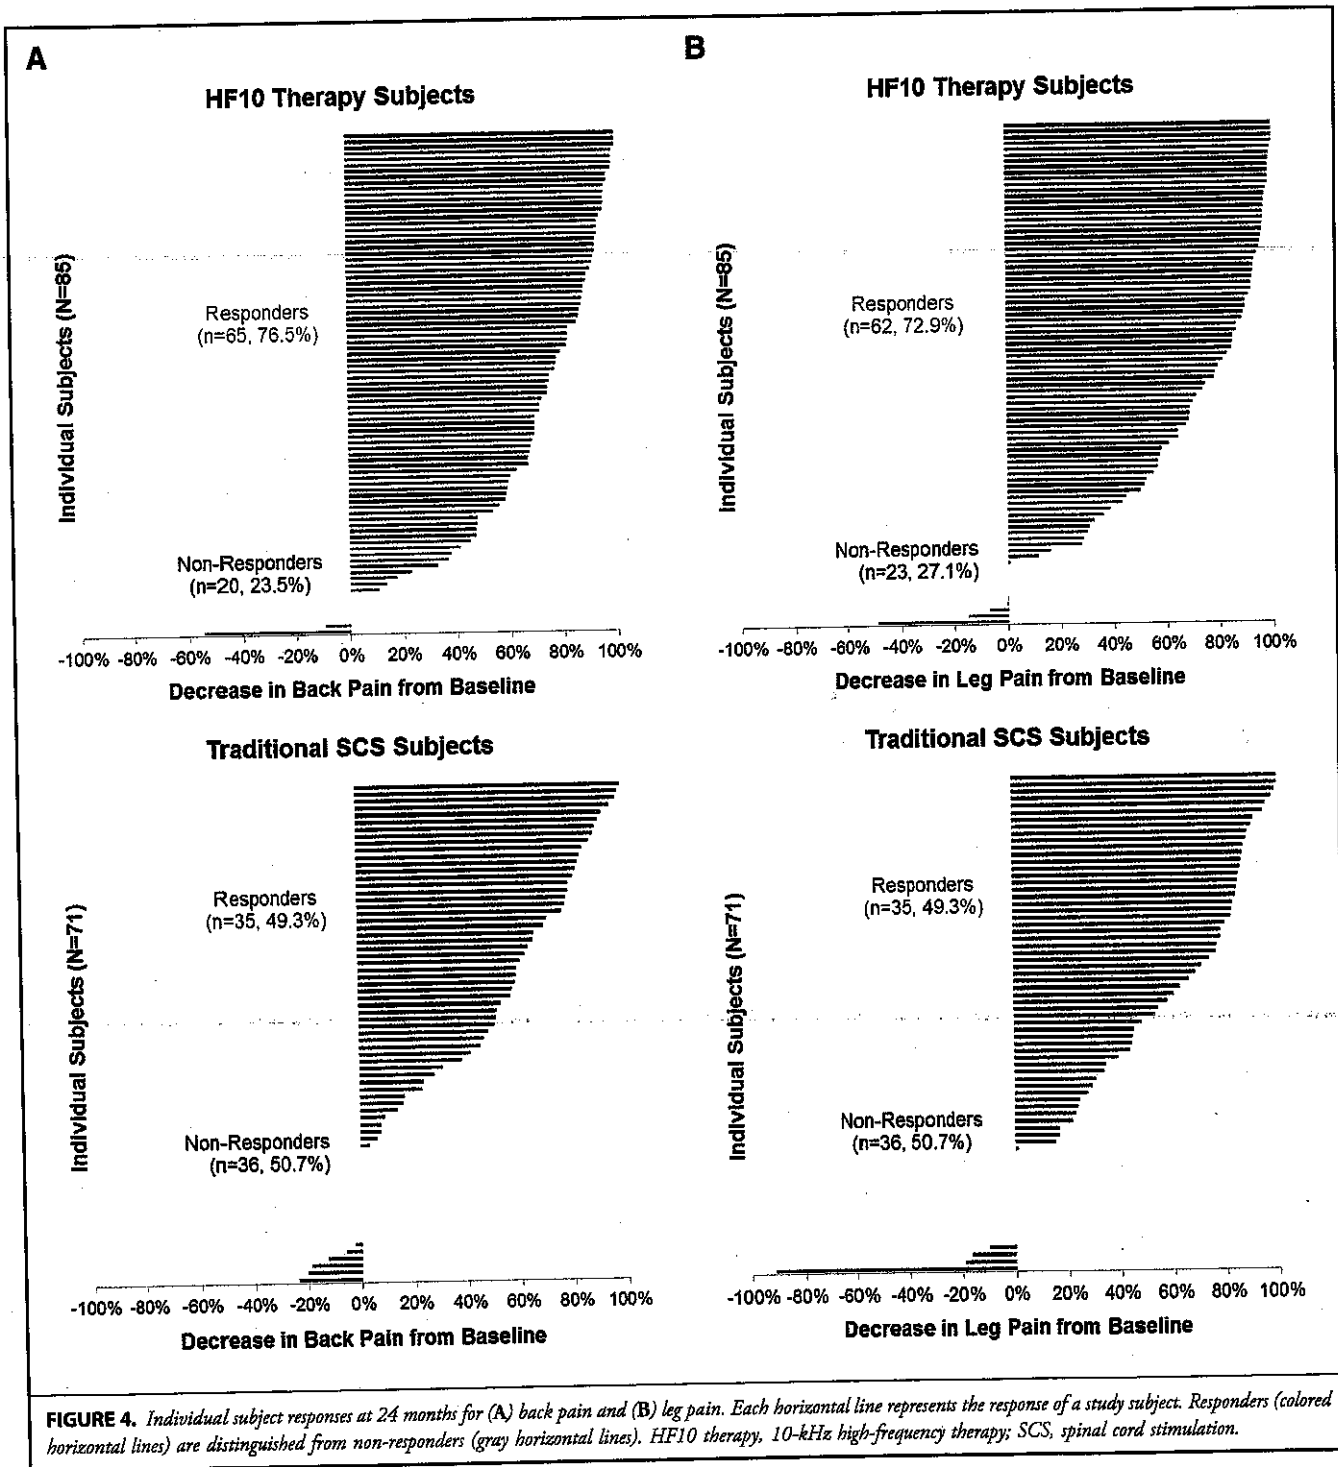 A
HF10 Therapy Subjects
Individual Subjects (N=85)
Responders
(n=65, 76.5%)
Non-Responders
(n=20, 23.5%)
-100% -80% -60% -40% -20% 0% 20% 40% 60% 80% 100%
Decrease in Back Pain from Baseline
B
HF10 Therapy Subjects
Individual Subjects (N=85)
Responders
(n=62, 72.9%)
Non-Responders
(n=23, 27.1%)
-100% -80% -60% -40% -20% 0% 20% 40% 60% 80% 100%
Decrease in Leg Pain from Baseline
Traditional SCS Subjects
Individual Subjects (N=71)
Responders
(n=35, 49.3%)
Non-Responders
(n=36, 50.7%)
-100% -80% -60% -40% -20% 0% 20% 40% 60% 80% 100%
Decrease in Back Pain from Baseline
Traditional SCS Subjects
Individual Subjects (N=71)
Responders
(n=35, 49.3%)
Non-Responders
(n=36, 50.7%)
-100% -80% -60% -40% -20% 0% 20% 40% 60% 80% 100%
Decrease in Leg Pain from Baseline
FIGURE 4. Individual subject responses at 24 months for (A) back pain and (B) leg pain. Each horizontal line represents the response of a study subject. Responders (colored
horizontal lines) are distinguished from non-responders (gray horizontal lines). HF10 therapy, 10-kHz high-frequency therapy; SCS, spinal cord stimulation.